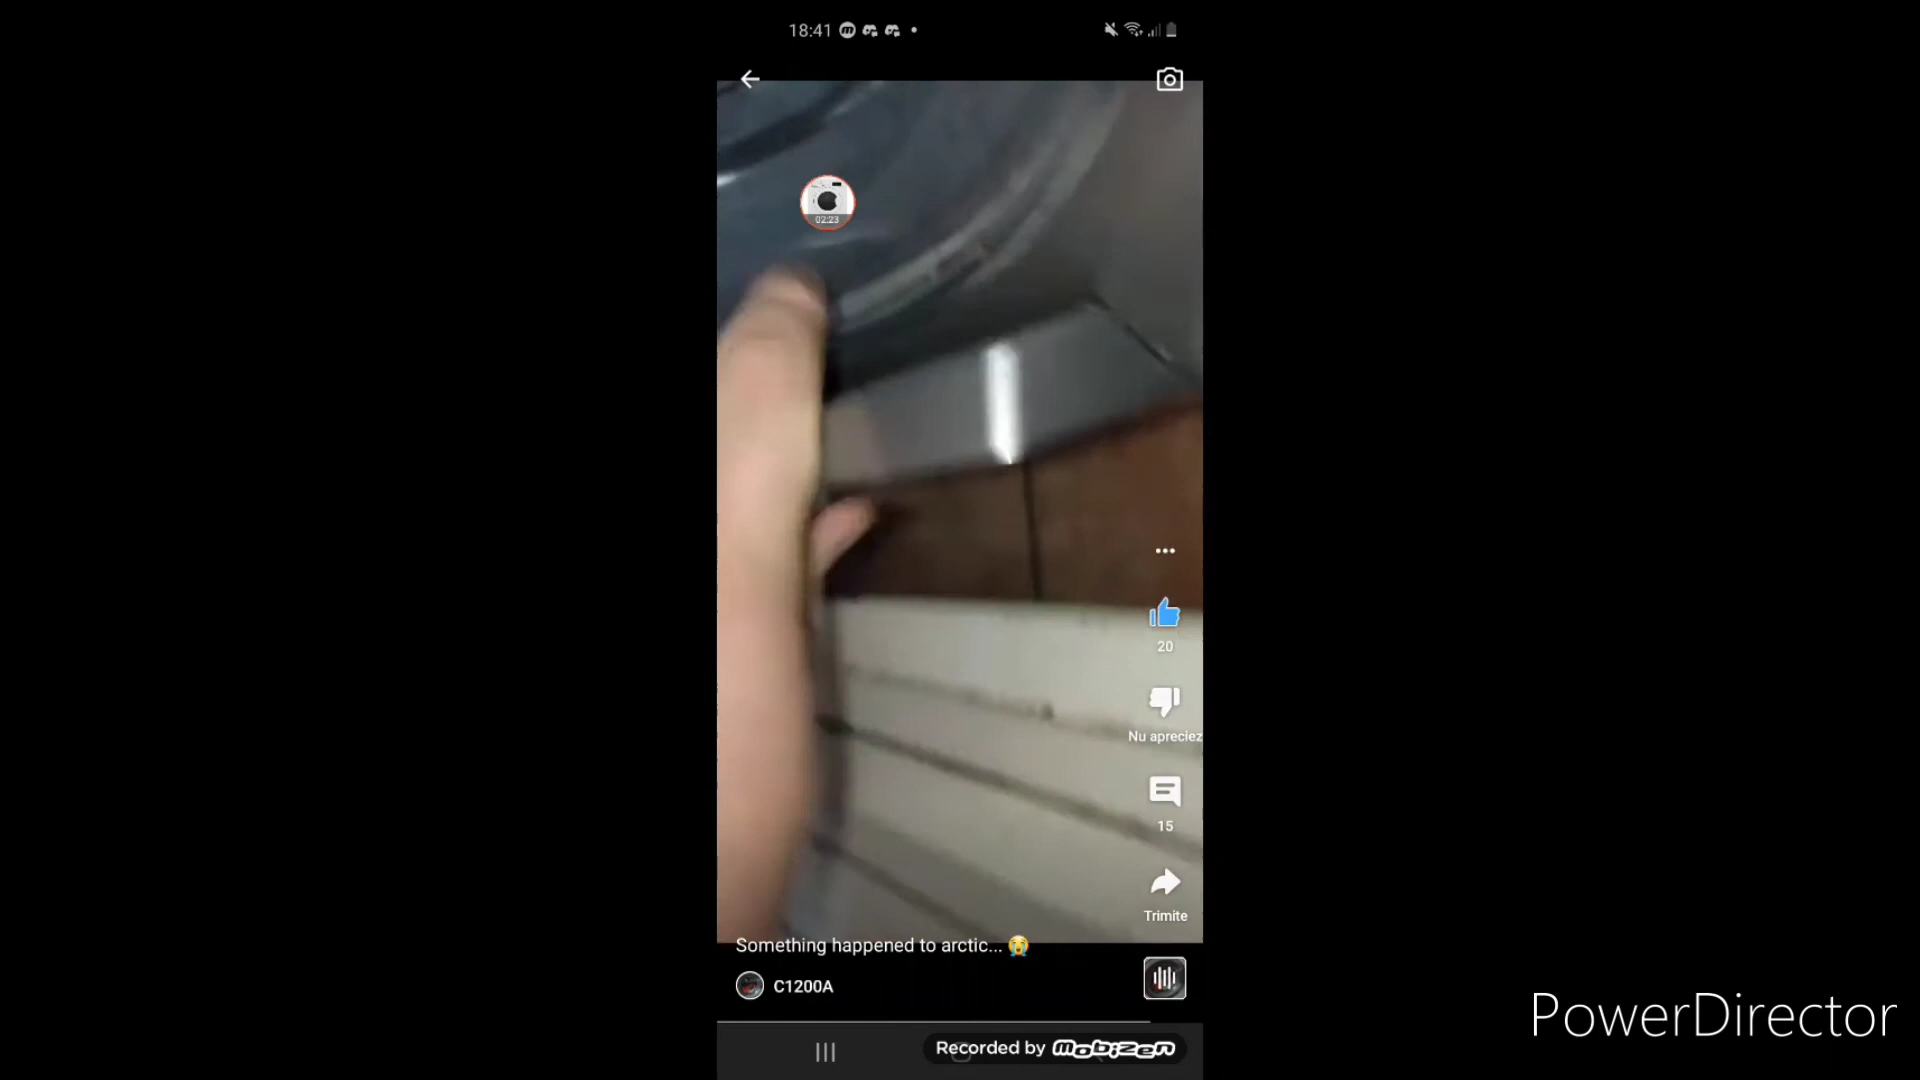 18:41
02:23
20
Nu apreciez
15
Trimite
Something happened to arctic... 😭
C1200A
Recorded by mobizen
PowerDirector